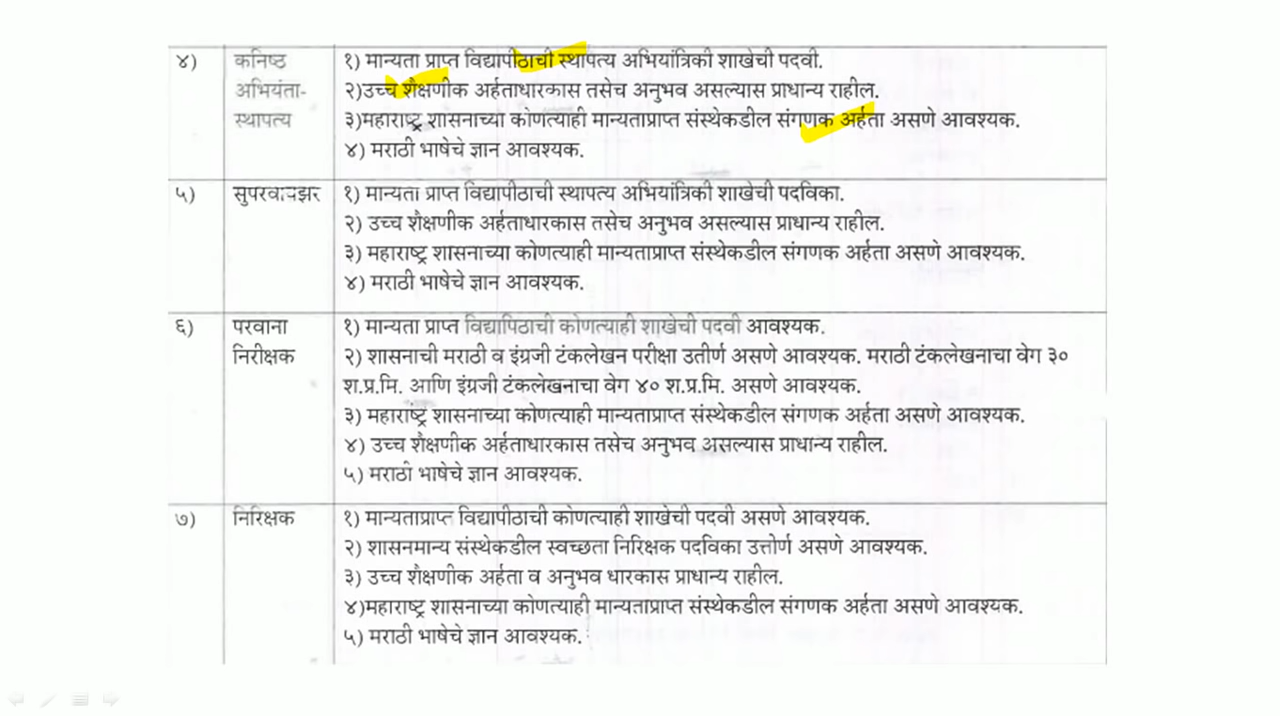 ४) कनिष्ठ १) मान्यता प्राप्त विद्यापीठाची स्थापत्य अभियांत्रिकी शाखेची पदवी.
अभियंता- २)उच्च शैक्षणीक अर्हताधारकास तसेच अनुभव असल्यास प्राधान्य राहील.
स्थापत्य ३)महाराष्ट्र शासनाच्या कोणत्याही मान्यताप्राप्त संस्थेकडील संगणक अर्हता असणे आवश्यक.
४) मराठी भाषेचे ज्ञान आवश्यक.
५) सुपरवायझर १) मान्यता प्राप्त विद्यापीठाची स्थापत्य अभियांत्रिकी शाखेची पदविका.
२) उच्च शैक्षणीक अर्हताधारकास तसेच अनुभव असल्यास प्राधान्य राहील.
३) महाराष्ट्र शासनाच्या कोणत्याही मान्यताप्राप्त संस्थेकडील संगणक अर्हता असणे आवश्यक.
४) मराठी भाषेचे ज्ञान आवश्यक.
६) परवाना १) मान्यता प्राप्त विद्यापिठाची कोणत्याही शाखेची पदवी आवश्यक.
निरीक्षक २) शासनाची मराठी व इंग्रजी टंकलेखन परीक्षा उतीर्ण असणे आवश्यक. मराठी टंकलेखनाचा वेग ३०
श.प्र.मि. आणि इंग्रजी टंकलेखनाचा वेग ४० श.प्र.मि. असणे आवश्यक.
३) महाराष्ट्र शासनाच्या कोणत्याही मान्यताप्राप्त संस्थेकडील संगणक अर्हता असणे आवश्यक.
४) उच्च शैक्षणीक अर्हताधारकास तसेच अनुभव असल्यास प्राधान्य राहील.
५) मराठी भाषेचे ज्ञान आवश्यक.
७) निरिक्षक १) मान्यताप्राप्त विद्यापीठाची कोणत्याही शाखेची पदवी असणे आवश्यक.
२) शासनमान्य संस्थेकडील स्वच्छता निरिक्षक पदविका उत्तोर्ण असणे आवश्यक.
३) उच्च शैक्षणीक अर्हता व अनुभव धारकास प्राधान्य राहील.
४)महाराष्ट्र शासनाच्या कोणत्याही मान्यताप्राप्त संस्थेकडील संगणक अर्हता असणे आवश्यक.
५) मराठी भाषेचे ज्ञान आवश्यक.